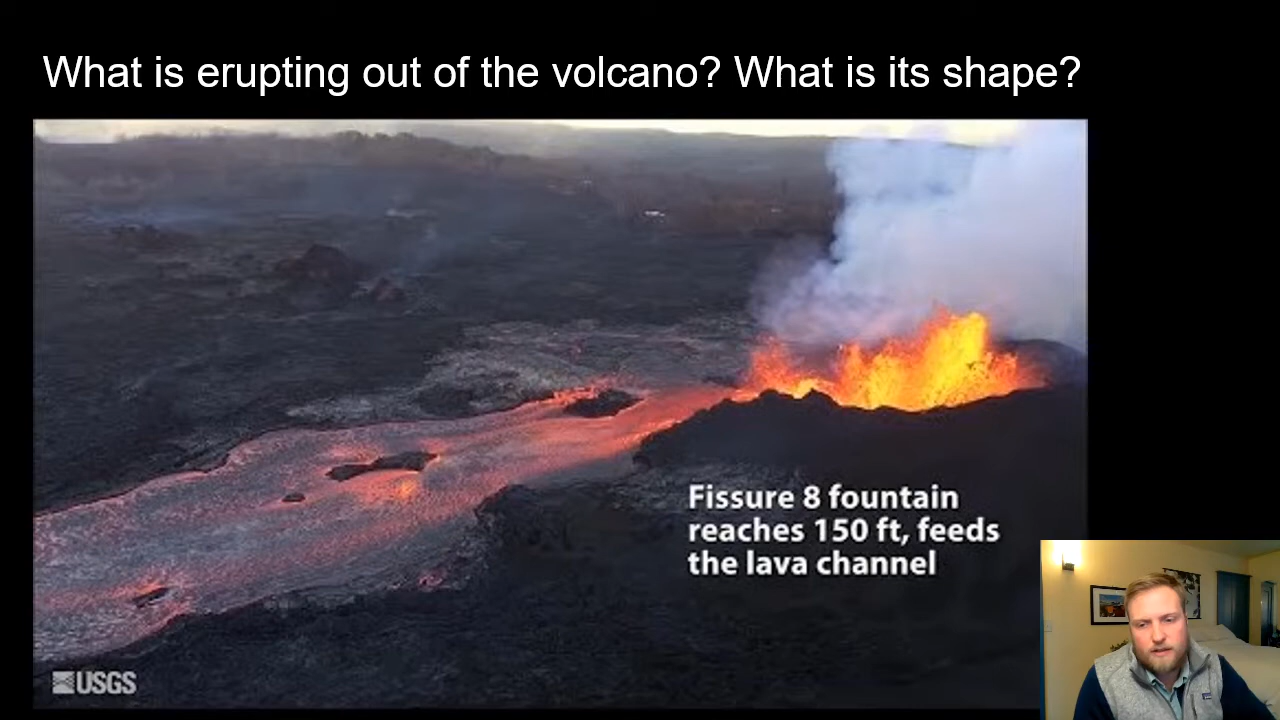 What is erupting out of the volcano? What is its shape?
Fissure 8 fountain
reaches 150 ft, feeds
the lava channel
USGS